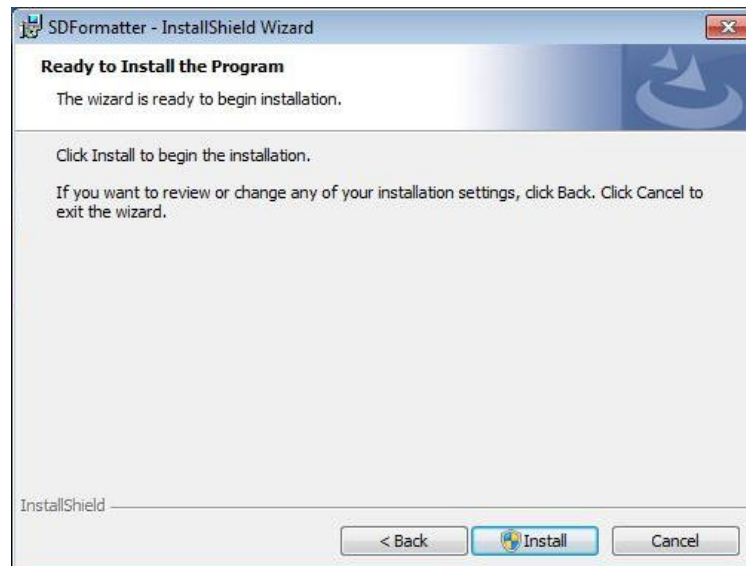 SDFormatter - InstallShield Wizard
Ready to Install the Program
The wizard is ready to begin installation.
Click Install to begin the installation.
If you want to review or change any of your installation settings, click Back. Click Cancel to
exit the wizard.
InstallShield
< Back Install Cancel